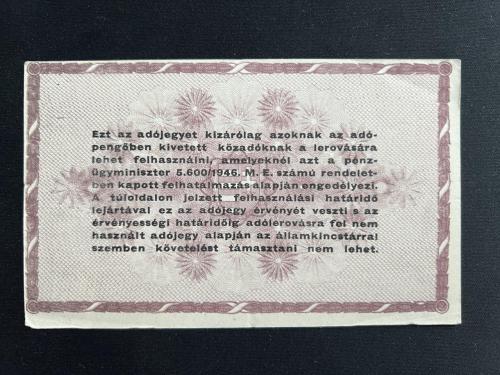 Ezt az adójegyet kizárólag azoknak az adó-
pengőben kivetett közadóknak a lerovására
lehet felhasználni, amelyeknél azt a pénz-
ügyminiszter 5.600/1946. M. E. számú rendelet-
ben kapott felhatalmazás alapján engedélyezi.
A túloldalon jelzett felhasználási határidő
lejártával ez az adójegy érvényét veszti s az
érvényességi határidőig adólerovásra fel nem
használt adójegy alapján az államkincstárral
szemben követelést támasztani nem lehet.